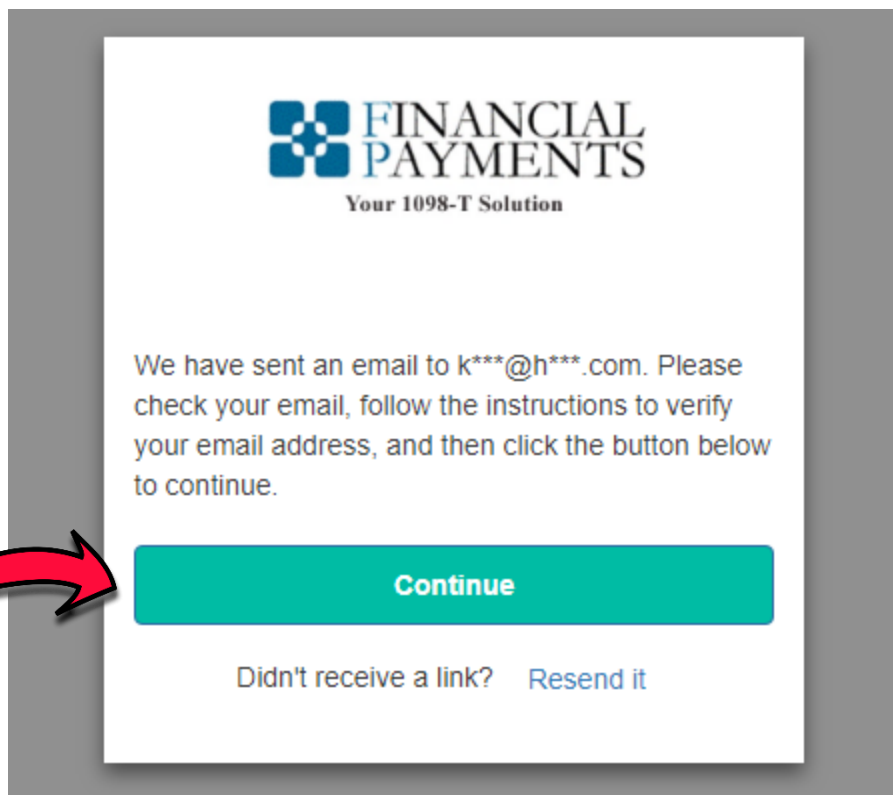 FINANCIAL
PAYMENTS
Your 1098-T Solution
We have sent an email to k***@h***.com. Please
check your email, follow the instructions to verify
your email address, and then click the button below
to continue.
Continue
Didn't receive a link? Resend it